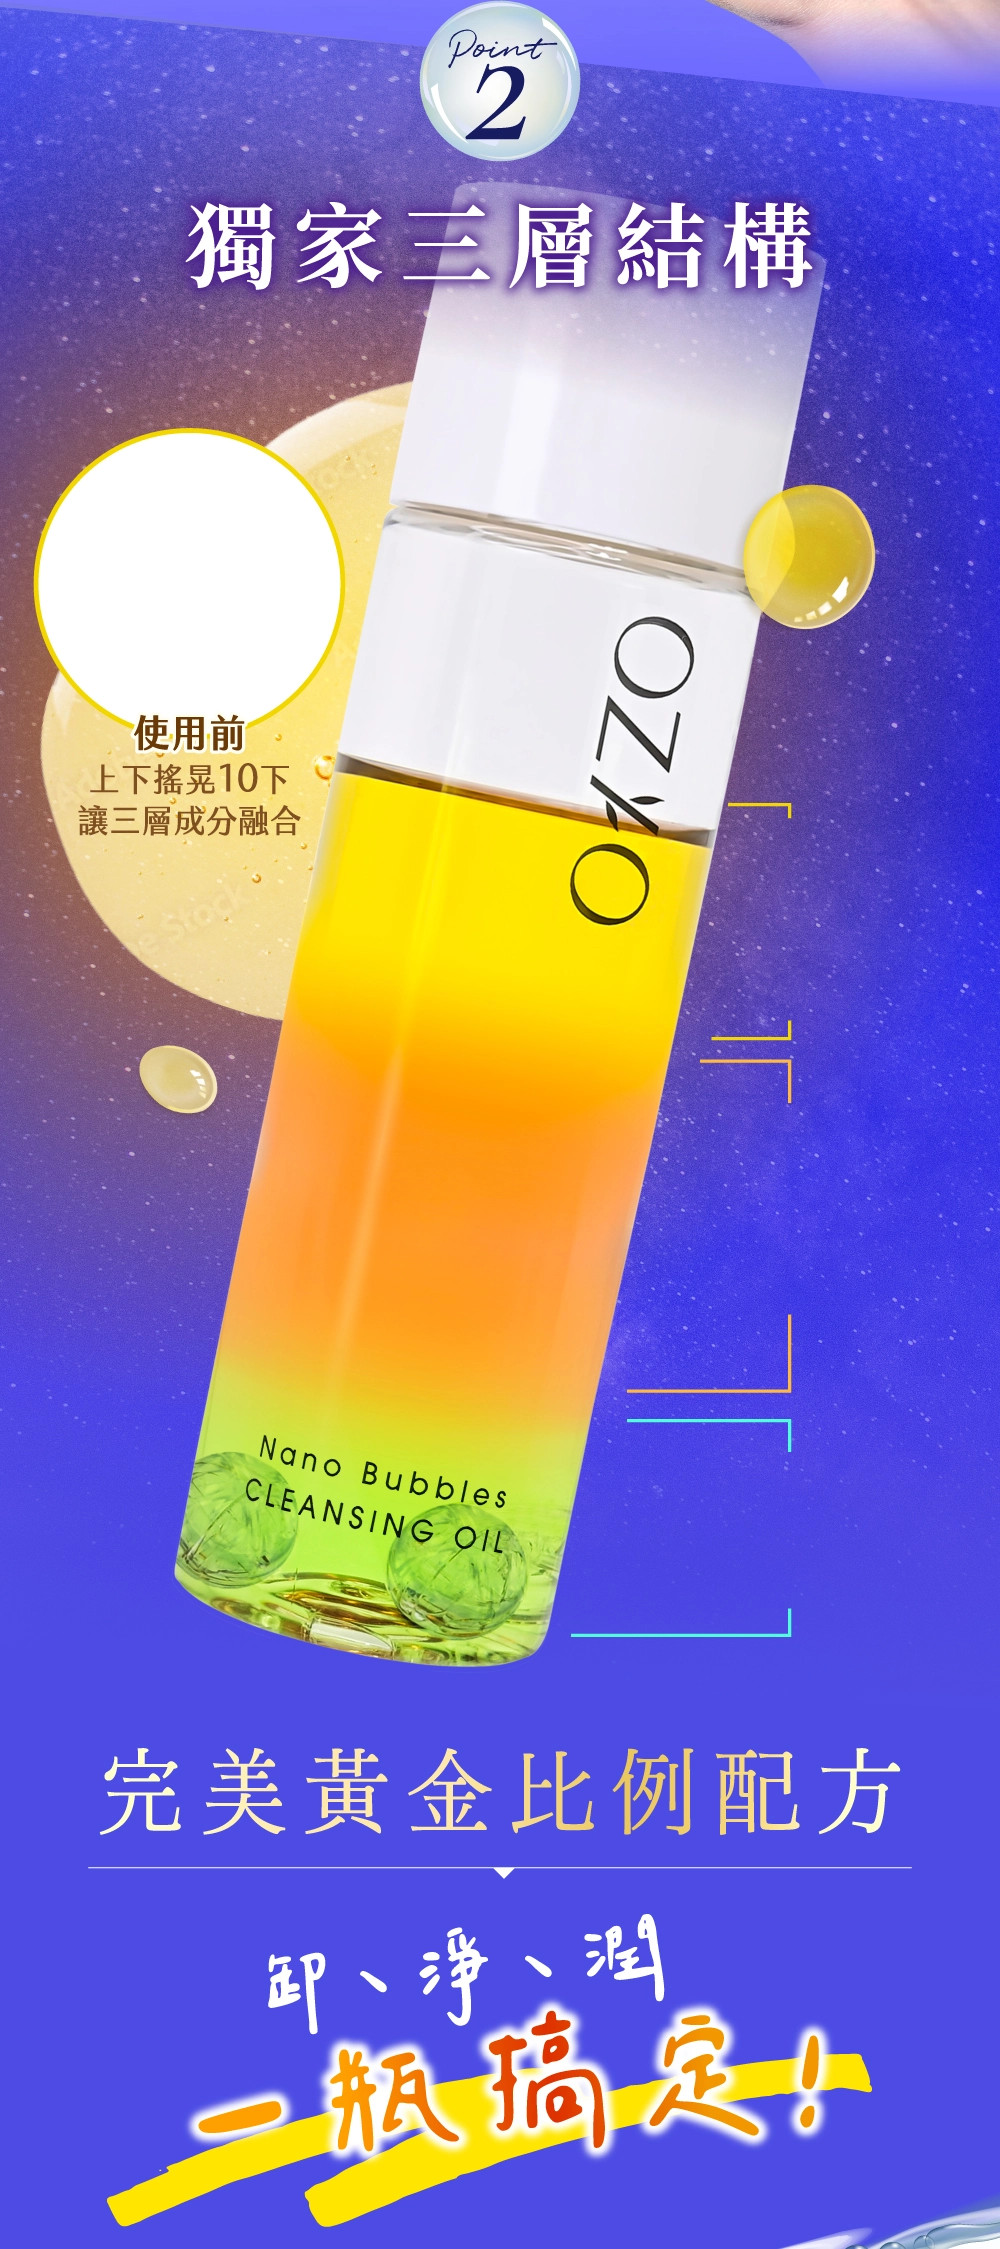 Point
2
獨家三層結構
使用前
上下搖晃10下
讓三層成分融合
OZYO
Nano Bubbles
CLEANSING OIL
完美黃金比例配方
卸、淨、潤
一瓶搞定!